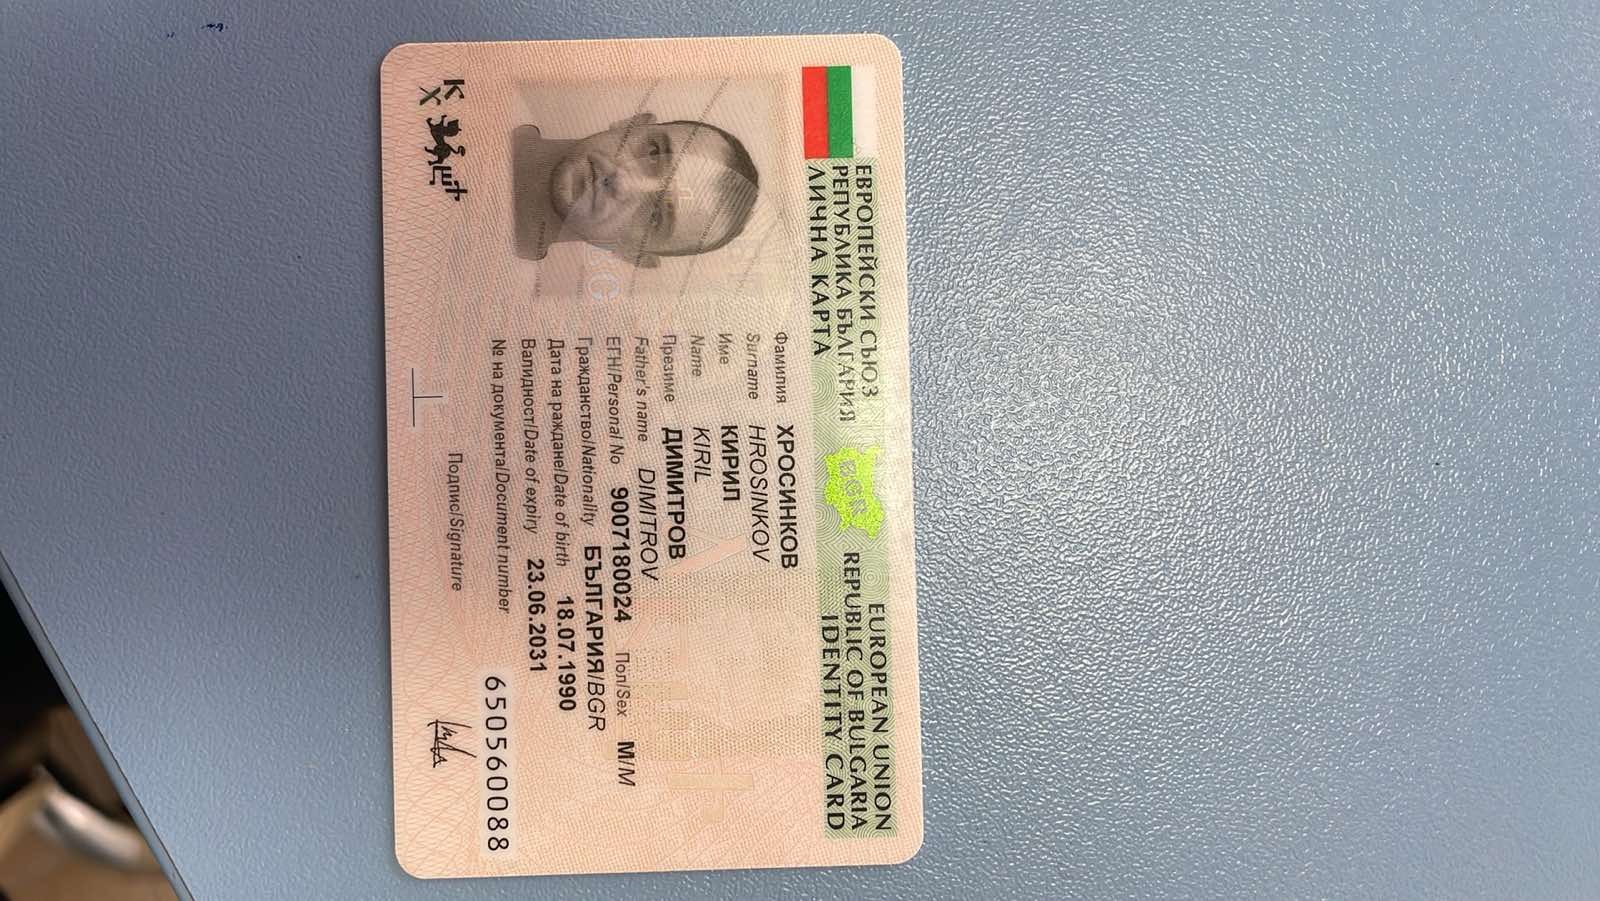 ЕВРОПЕЙСКИ СЪЮЗ EUROPEAN UNION
РЕПУБЛИКА БЪЛГАРИЯ BGR REPUBLIC OF BULGARIA
ЛИЧНА КАРТА IDENTITY CARD
Фамилия ХРОСИНКОВ
Surname HROSINKOV
Име КИРИЛ
Name KIRIL
Презиме ДИМИТРОВ
Father's name DIMITROV
ЕГН/Personal No 9007180024 Пол/Sex М/M
Гражданство/Nationality БЪЛГАРИЯ/BGR
Дата на раждане/Date of birth 18.07.1990
Валидност/Date of expiry 23.06.2031
№ на документа/Document number 650560088
Подпис/Signature
КХ